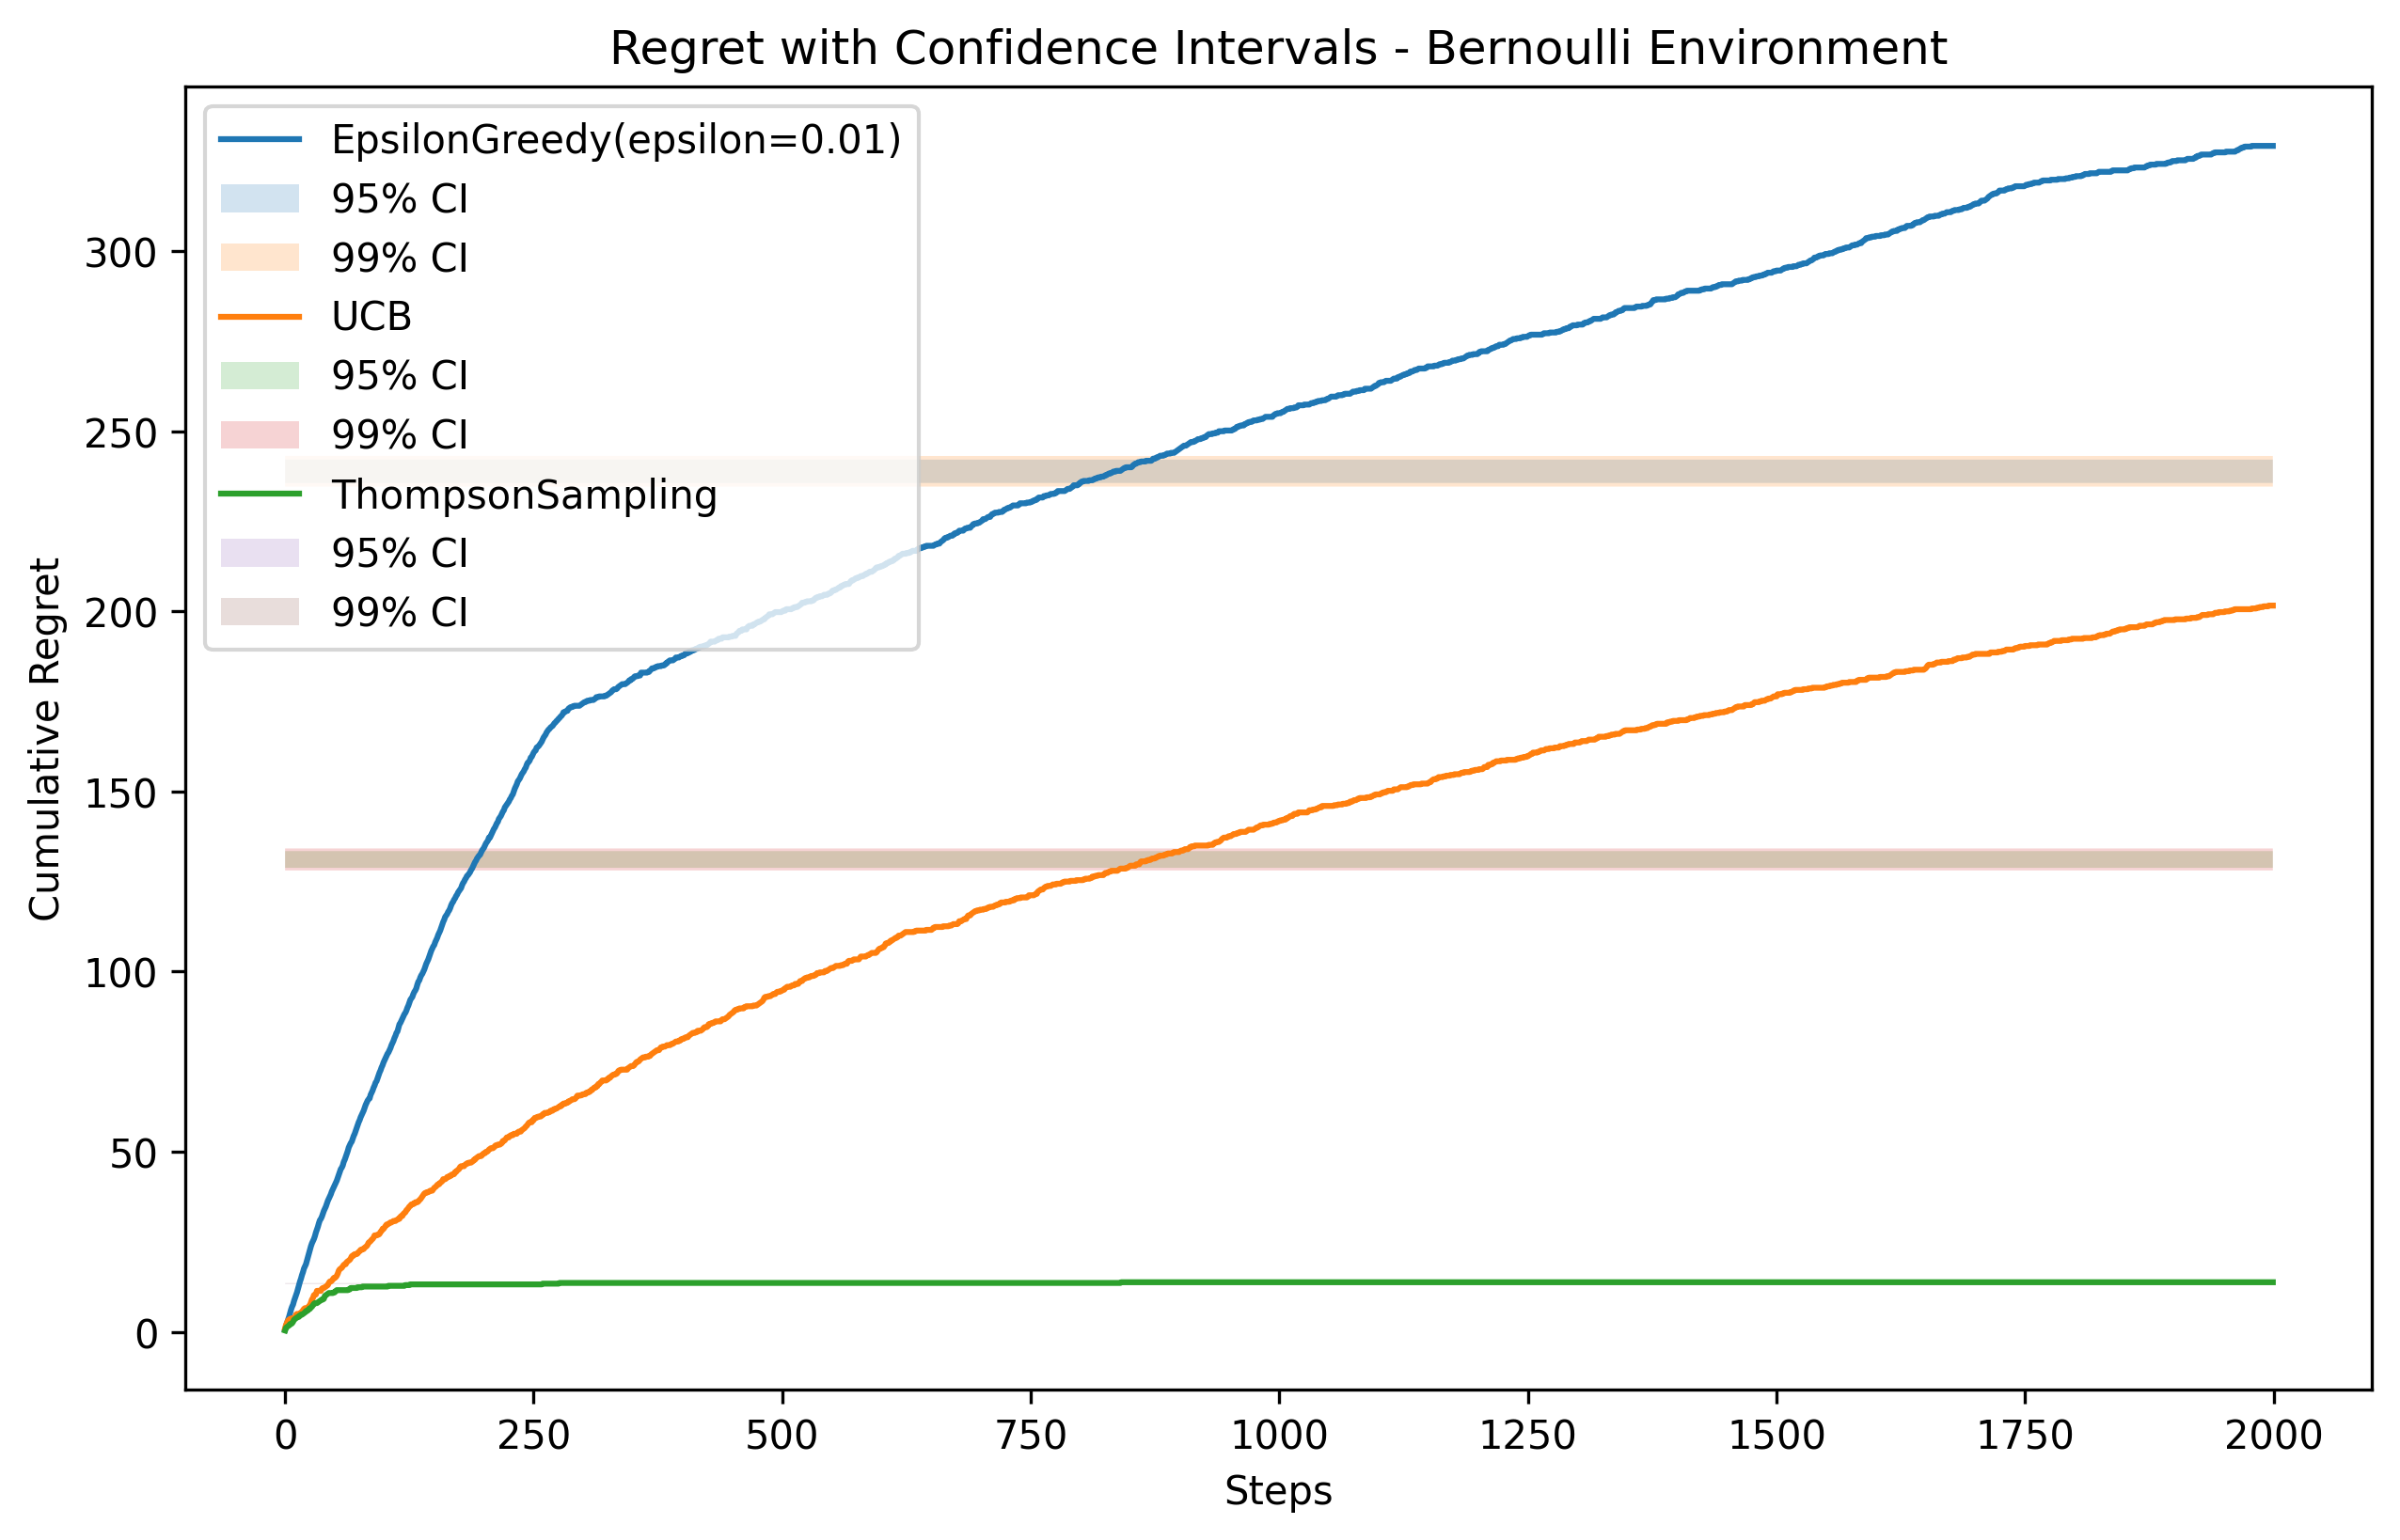 Regret with Confidence Intervals - Bernoulli Environment
EpsilonGreedy(epsilon=0.01)
95% CI
99% CI
UCB
95% CI
99% CI
ThompsonSampling
95% CI
99% CI
Cumulative Regret
300
250
200
150
100
50
0
0 250 500 750 1000 1250 1500 1750 2000
Steps